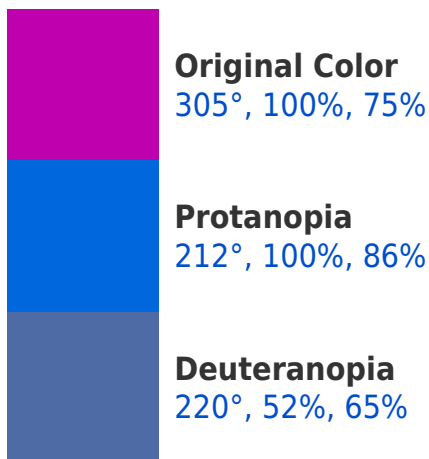 Original Color
305°, 100%, 75%
Protanopia
212°, 100%, 86%
Deuteranopia
220°, 52%, 65%